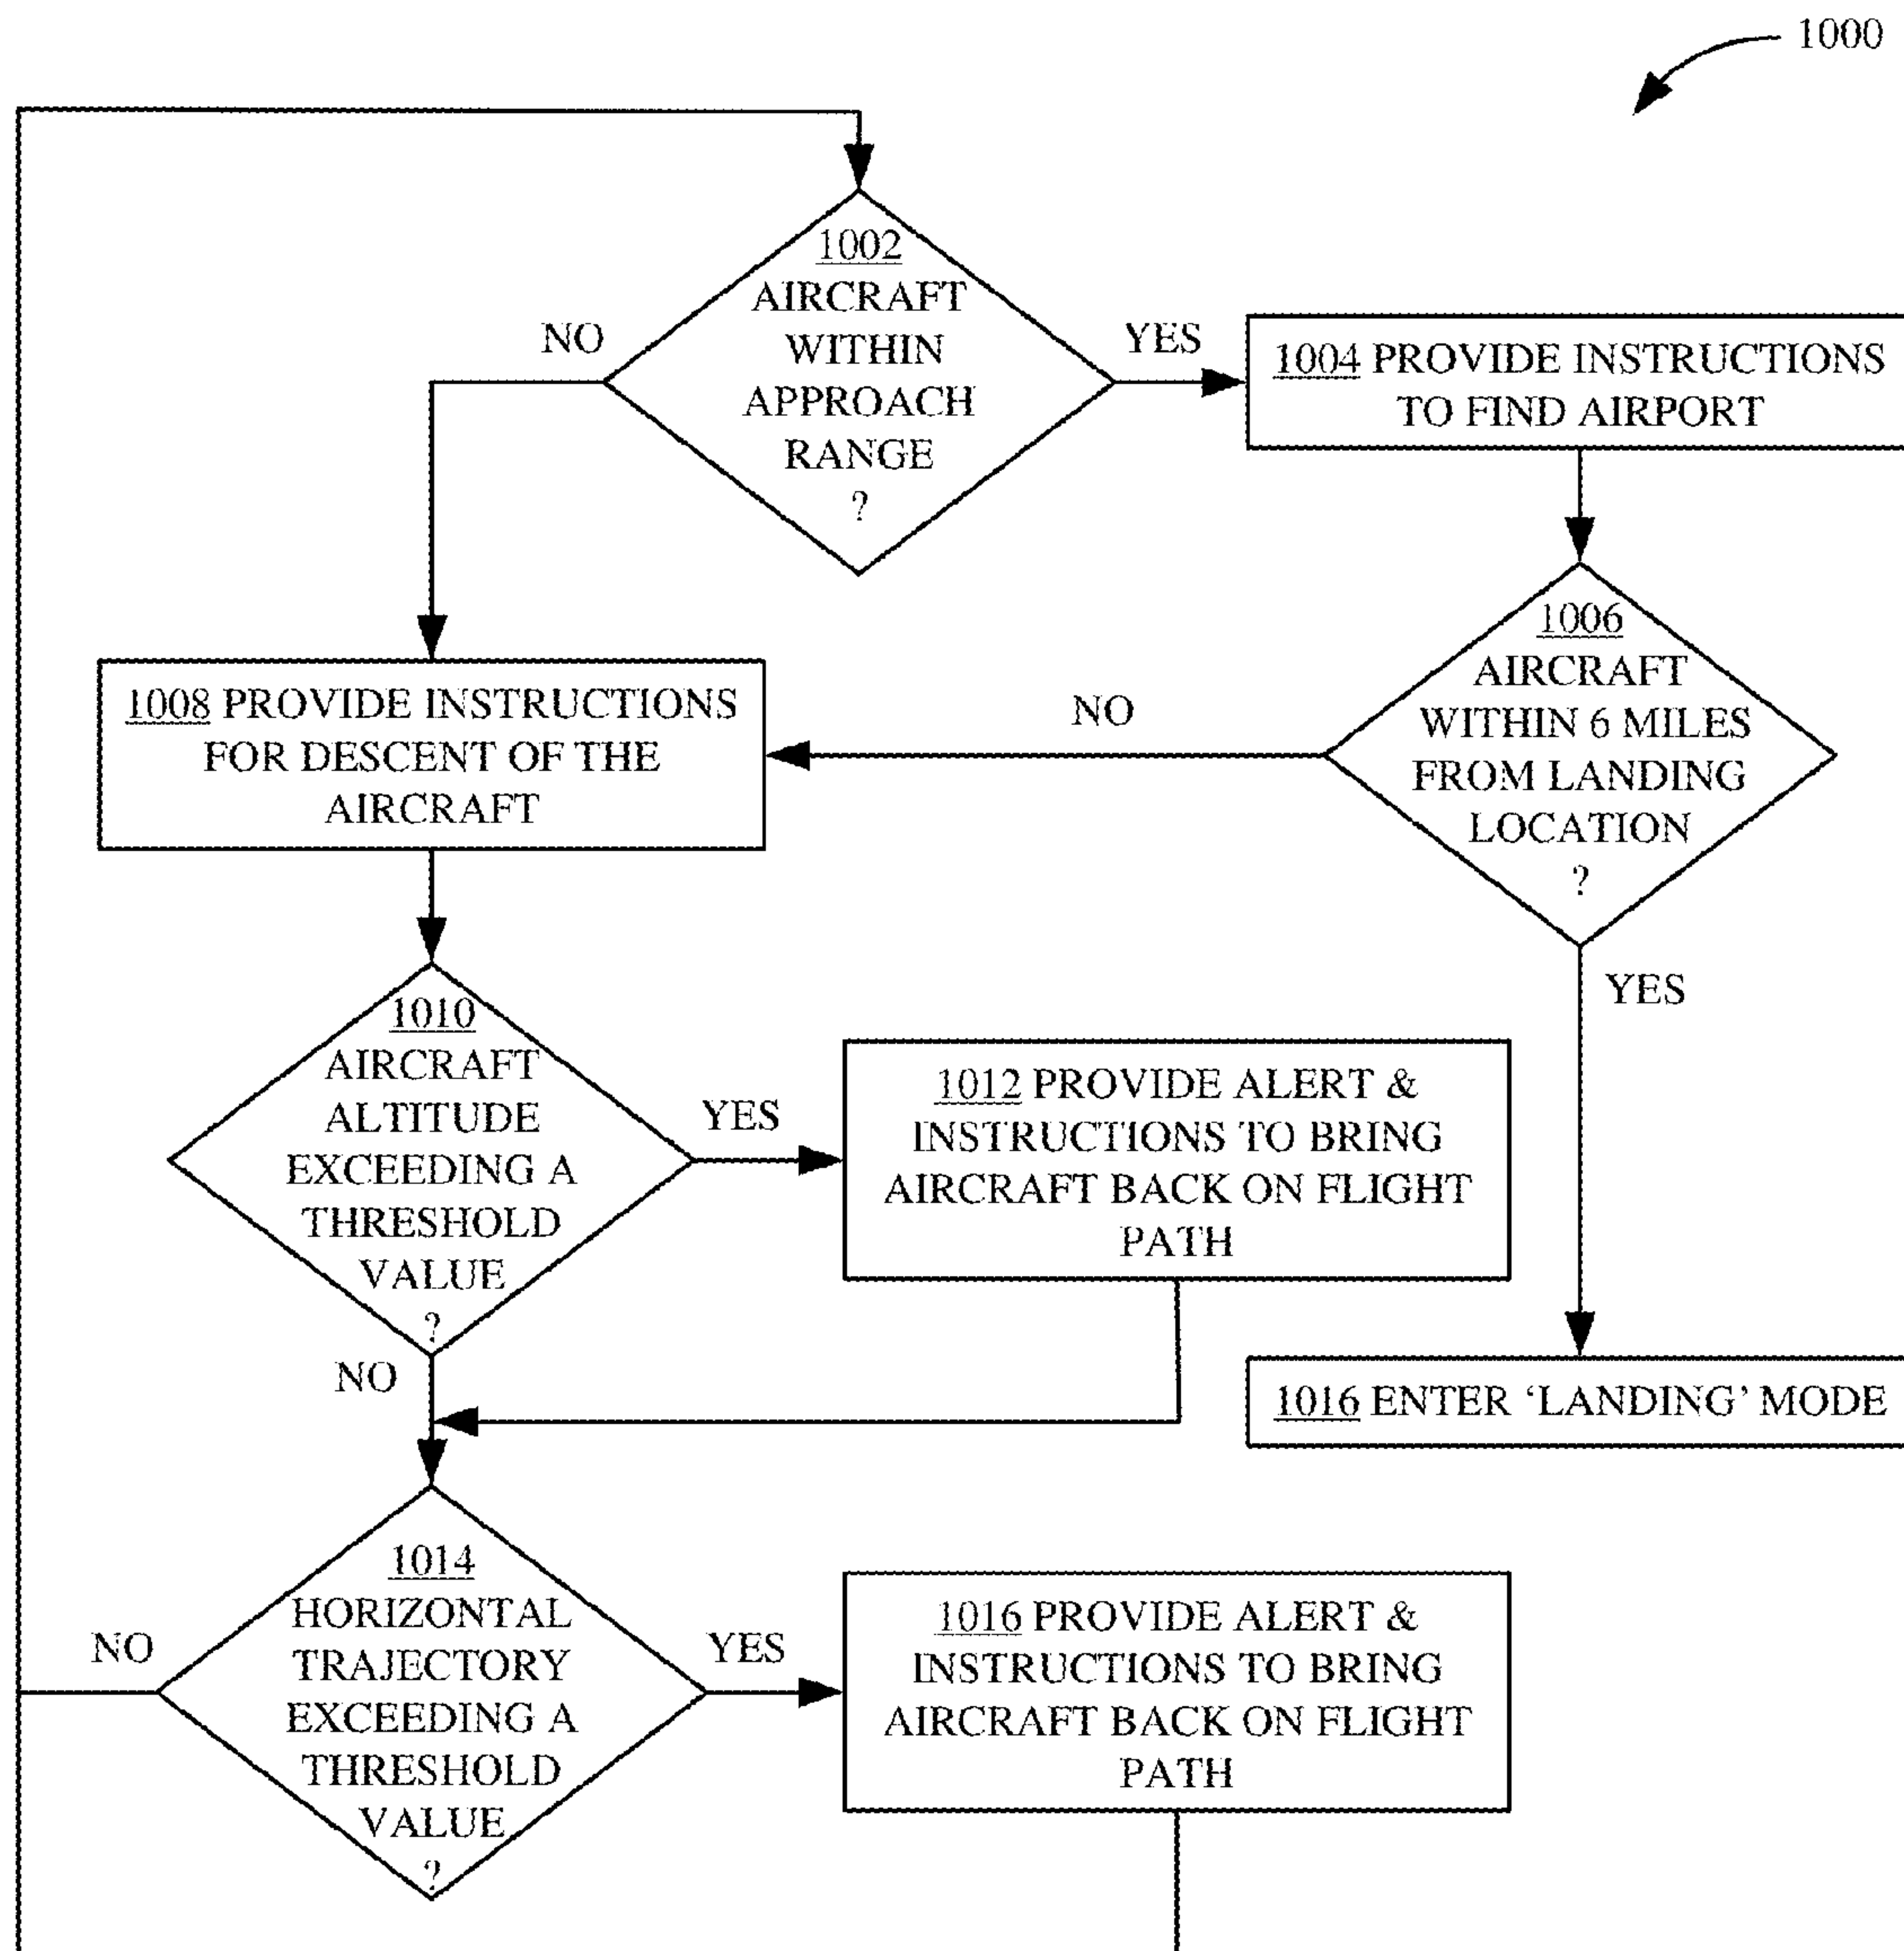 1000
1002
AIRCRAFT
WITHIN
APPROACH
RANGE
?
NO
YES
1004 PROVIDE INSTRUCTIONS
TO FIND AIRPORT
1006
AIRCRAFT
WITHIN 6 MILES
FROM LANDING
LOCATION
?
NO
YES
1008 PROVIDE INSTRUCTIONS
FOR DESCENT OF THE
AIRCRAFT
1010
AIRCRAFT
ALTITUDE
EXCEEDING A
THRESHOLD
VALUE
?
YES
NO
1012 PROVIDE ALERT &
INSTRUCTIONS TO BRING
AIRCRAFT BACK ON FLIGHT
PATH
1016 ENTER ‘LANDING’ MODE
1014
HORIZONTAL
TRAJECTORY
EXCEEDING A
THRESHOLD
VALUE
?
NO
YES
1016 PROVIDE ALERT &
INSTRUCTIONS TO BRING
AIRCRAFT BACK ON FLIGHT
PATH